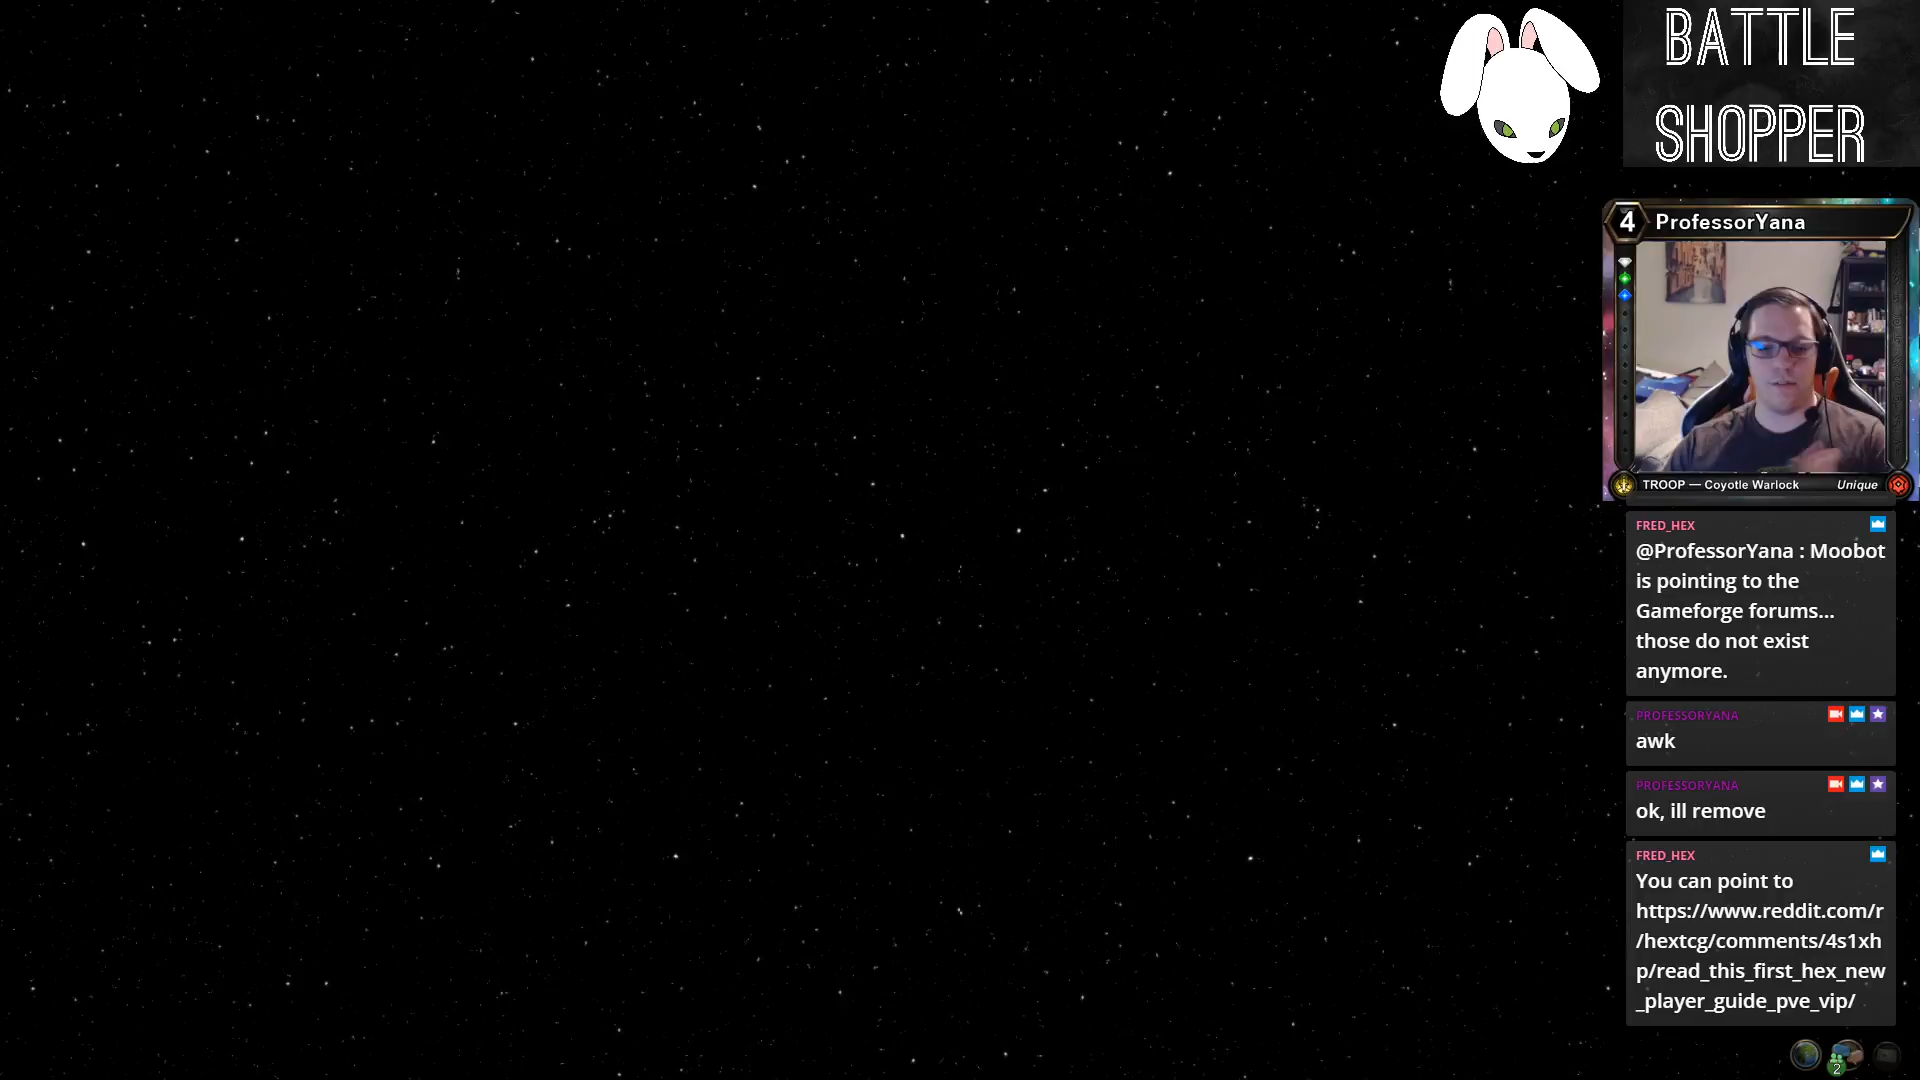 BATTLE
SHOPPER
4 ProfessorYana
TROOP — Coyotle Warlock Unique
FRED_HEX
@ProfessorYana : Moobot
is pointing to the
Gameforge forums...
those do not exist
anymore.
PROFESSORYANA
awk
PROFESSORYANA
ok, ill remove
FRED_HEX
You can point to
https://www.reddit.com/r
/hextcg/comments/4s1xh
p/read_this_first_hex_new
_player_guide_pve_vip/
2